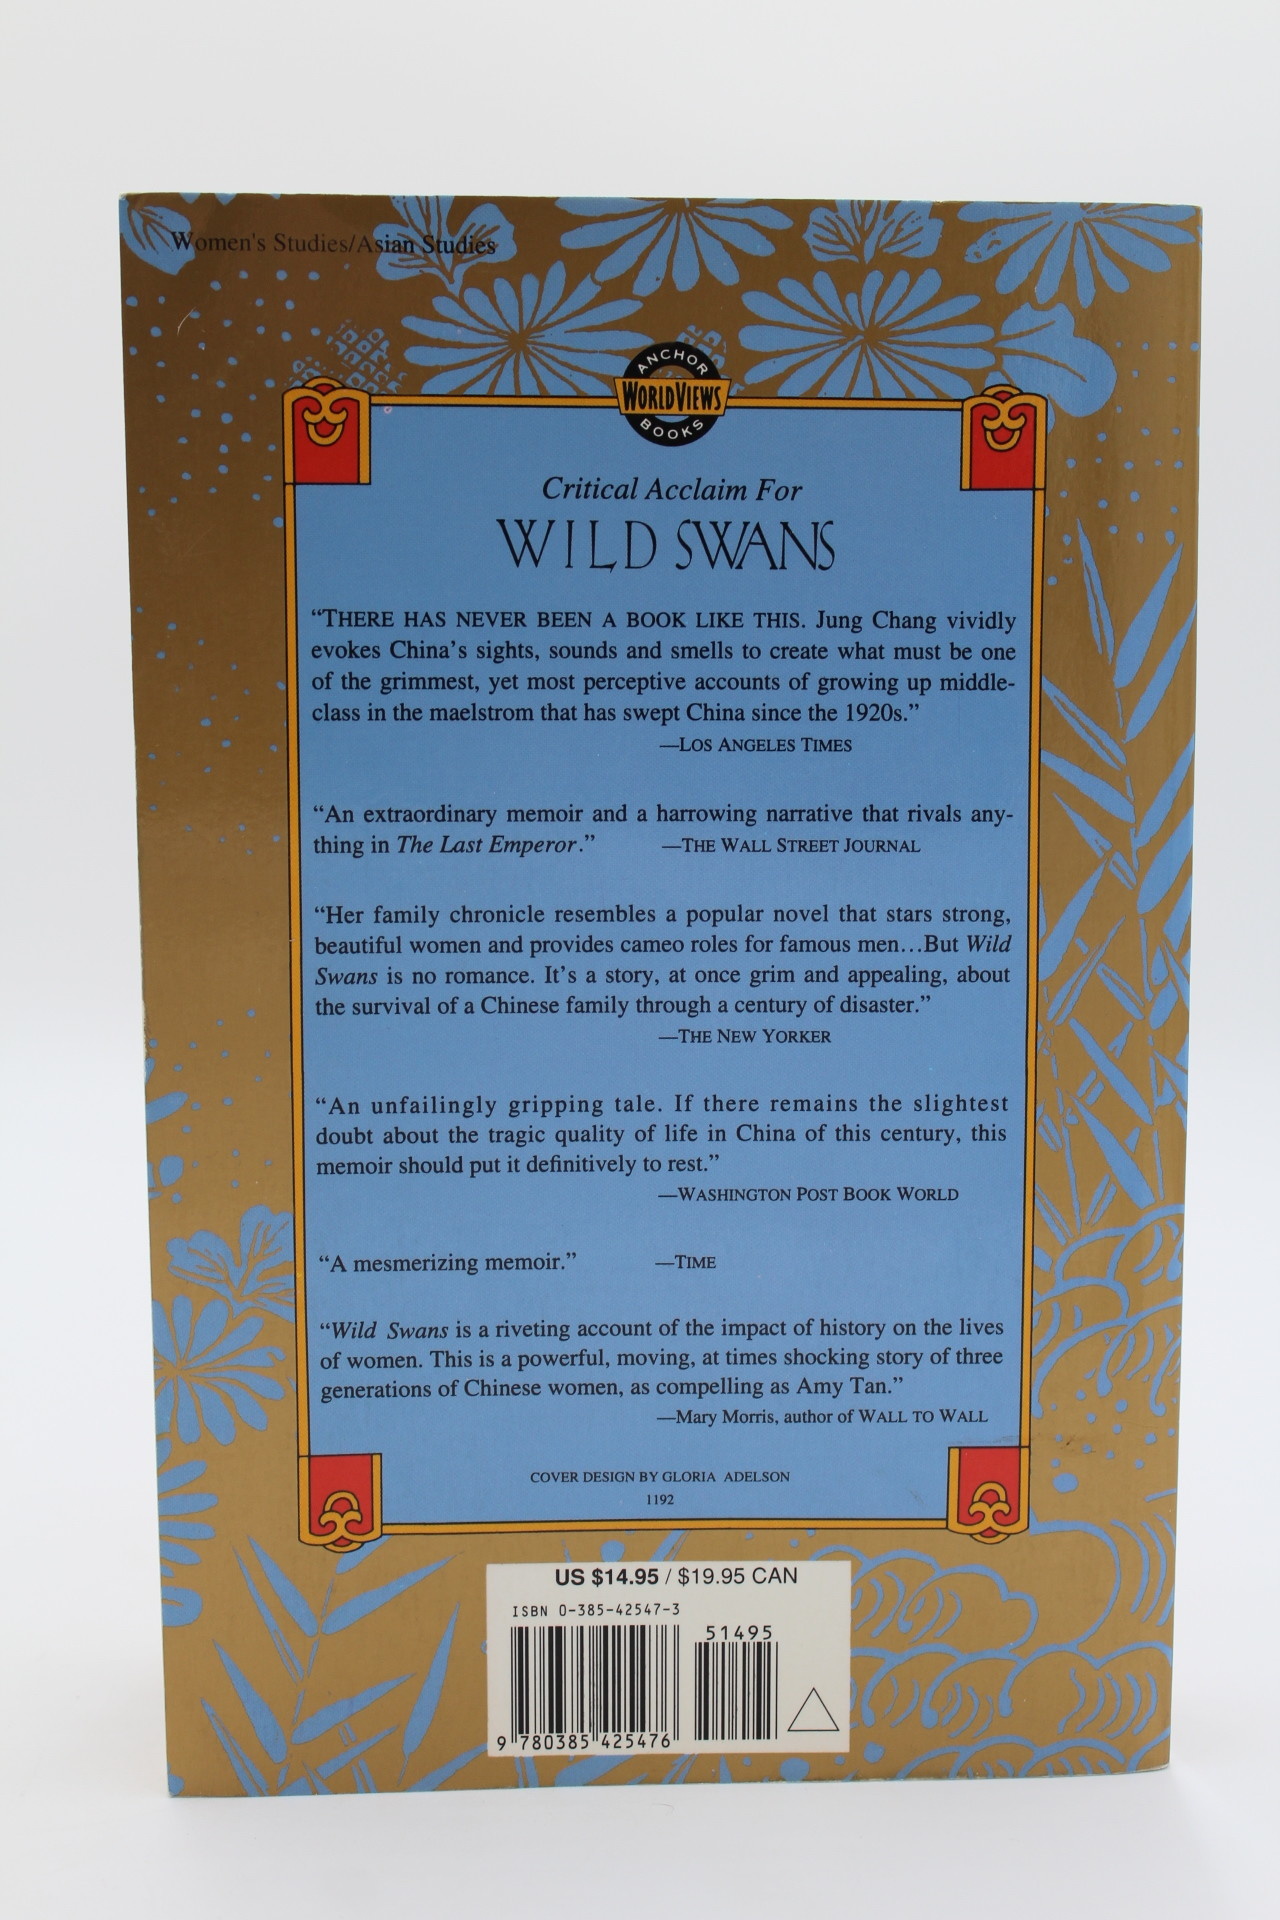 Women's Studies/Asian Studies
ANCHOR
WORLDVIEWS
BOOKS
Critical Acclaim For
WILD SWANS
“THERE HAS NEVER BEEN A BOOK LIKE THIS. Jung Chang vividly
evokes China’s sights, sounds and smells to create what must be one
of the grimmest, yet most perceptive accounts of growing up middle-
class in the maelstrom that has swept China since the 1920s.”
—LOS ANGELES TIMES
“An extraordinary memoir and a harrowing narrative that rivals any-
thing in The Last Emperor.” —THE WALL STREET JOURNAL
“Her family chronicle resembles a popular novel that stars strong,
beautiful women and provides cameo roles for famous men...But Wild
Swans is no romance. It’s a story, at once grim and appealing, about
the survival of a Chinese family through a century of disaster.”
—THE NEW YORKER
“An unfailingly gripping tale. If there remains the slightest
doubt about the tragic quality of life in China of this century, this
memoir should put it definitively to rest.”
—WASHINGTON POST BOOK WORLD
“A mesmerizing memoir.” —TIME
“Wild Swans is a riveting account of the impact of history on the lives
of women. This is a powerful, moving, at times shocking story of three
generations of Chinese women, as compelling as Amy Tan.”
—Mary Morris, author of WALL TO WALL
COVER DESIGN BY GLORIA ADELSON
1192
US $14.95 / $19.95 CAN
ISBN 0-385-42547-3
51495
9 780385 425476